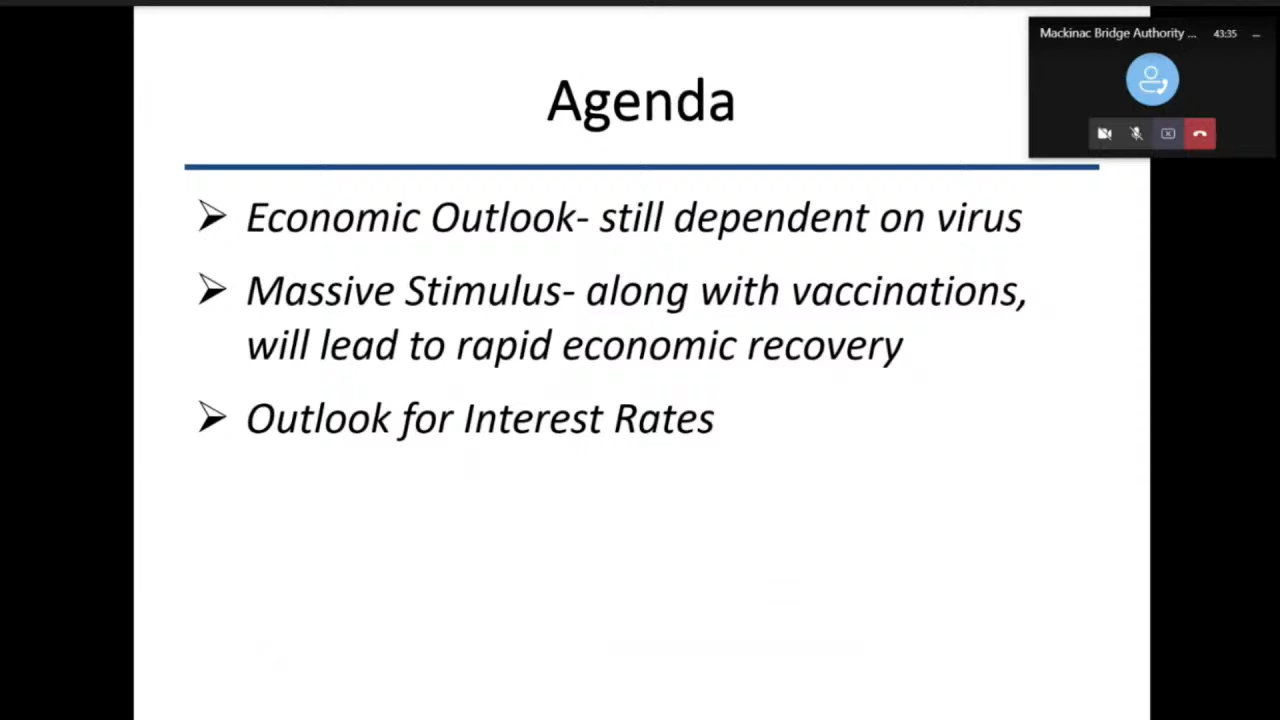 Mackinac Bridge Authority ... 43:35
Agenda
Economic Outlook- still dependent on virus
Massive Stimulus- along with vaccinations,
will lead to rapid economic recovery
Outlook for Interest Rates